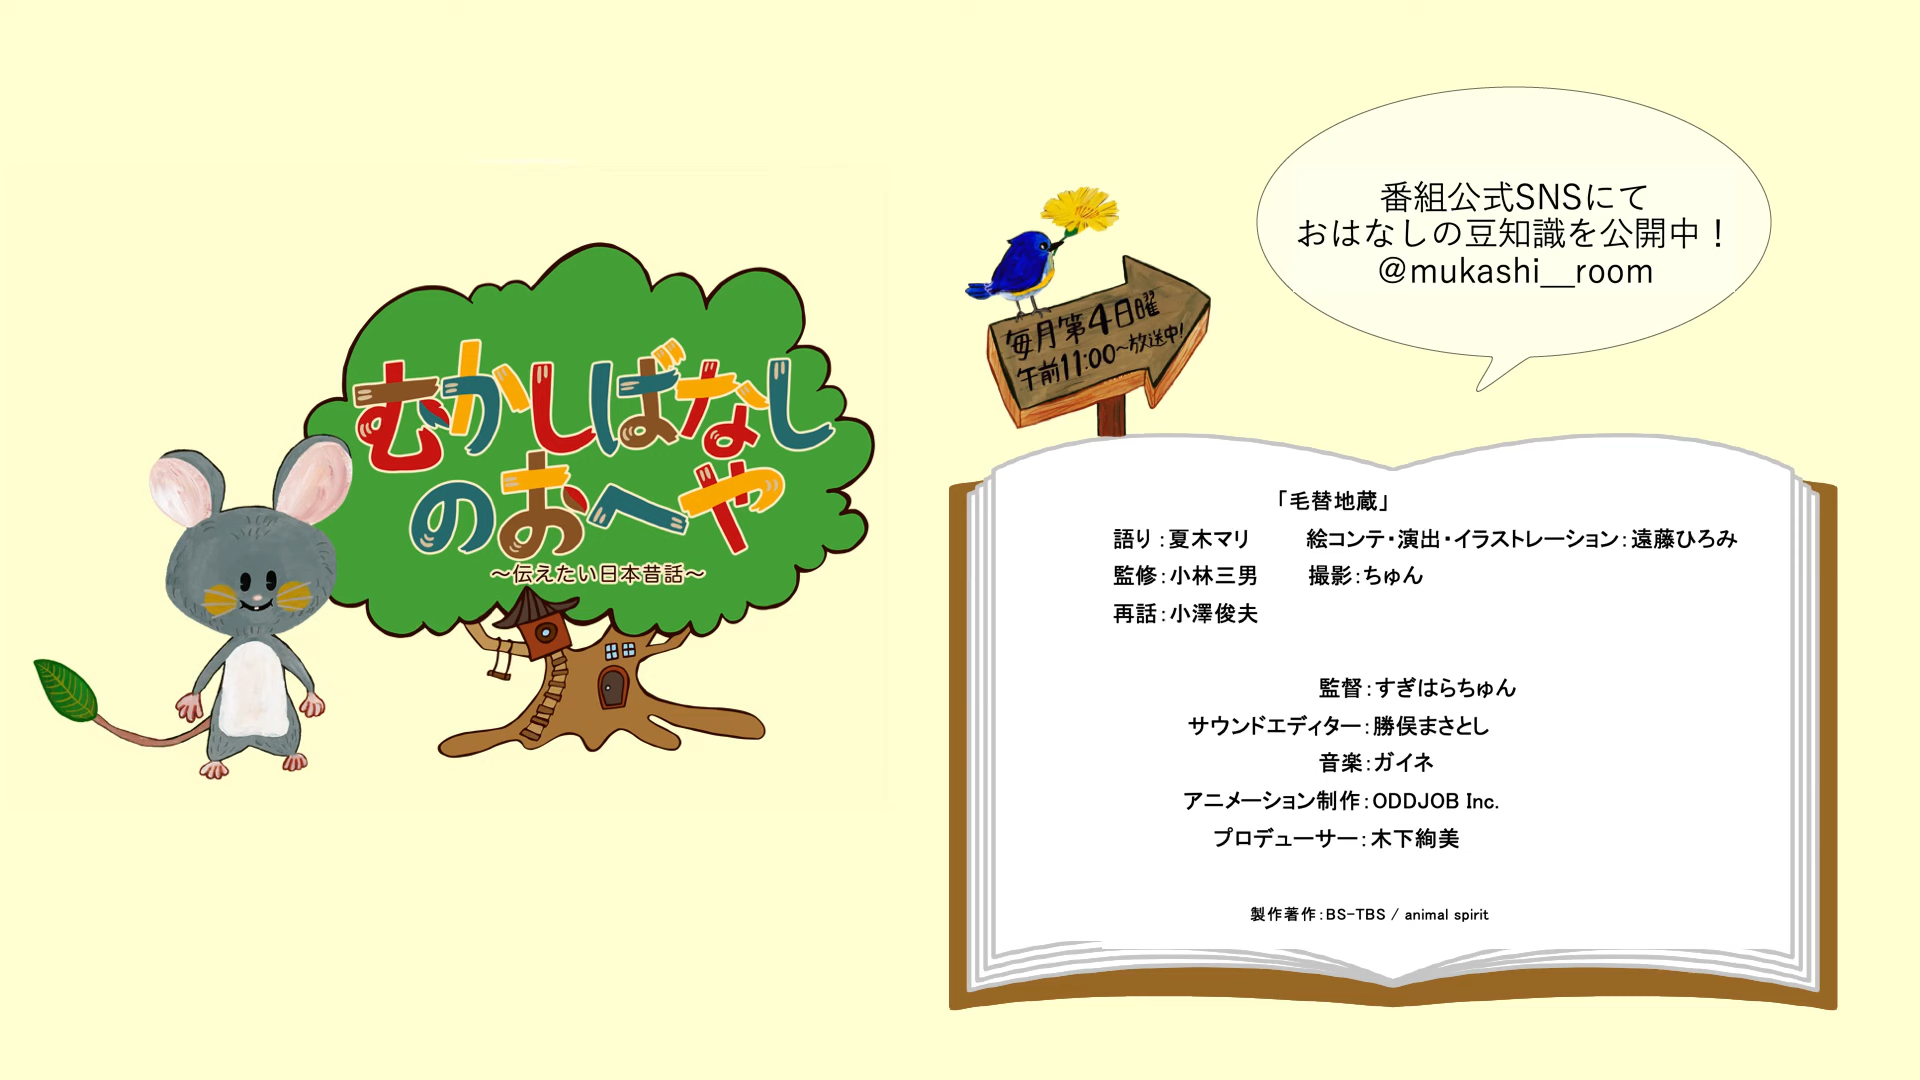 むかしばなし
のおへや
～伝えたい日本昔話～
毎月第4日曜
午前11:00～放送中!
番組公式SNSにて
おはなしの豆知識を公開中！
@mukashi__room
「毛替地蔵」
語り：夏木マリ　　絵コンテ・演出・イラストレーション：遠藤ひろみ
監修：小林三男　　撮影：ちゅん
再話：小澤俊夫
監督：すぎはらちゅん
サウンドエディター：勝俣まさとし
音楽：ガイネ
アニメーション制作：ODDJOB Inc.
プロデューサー：木下絢美
製作著作：BS-TBS / animal spirit